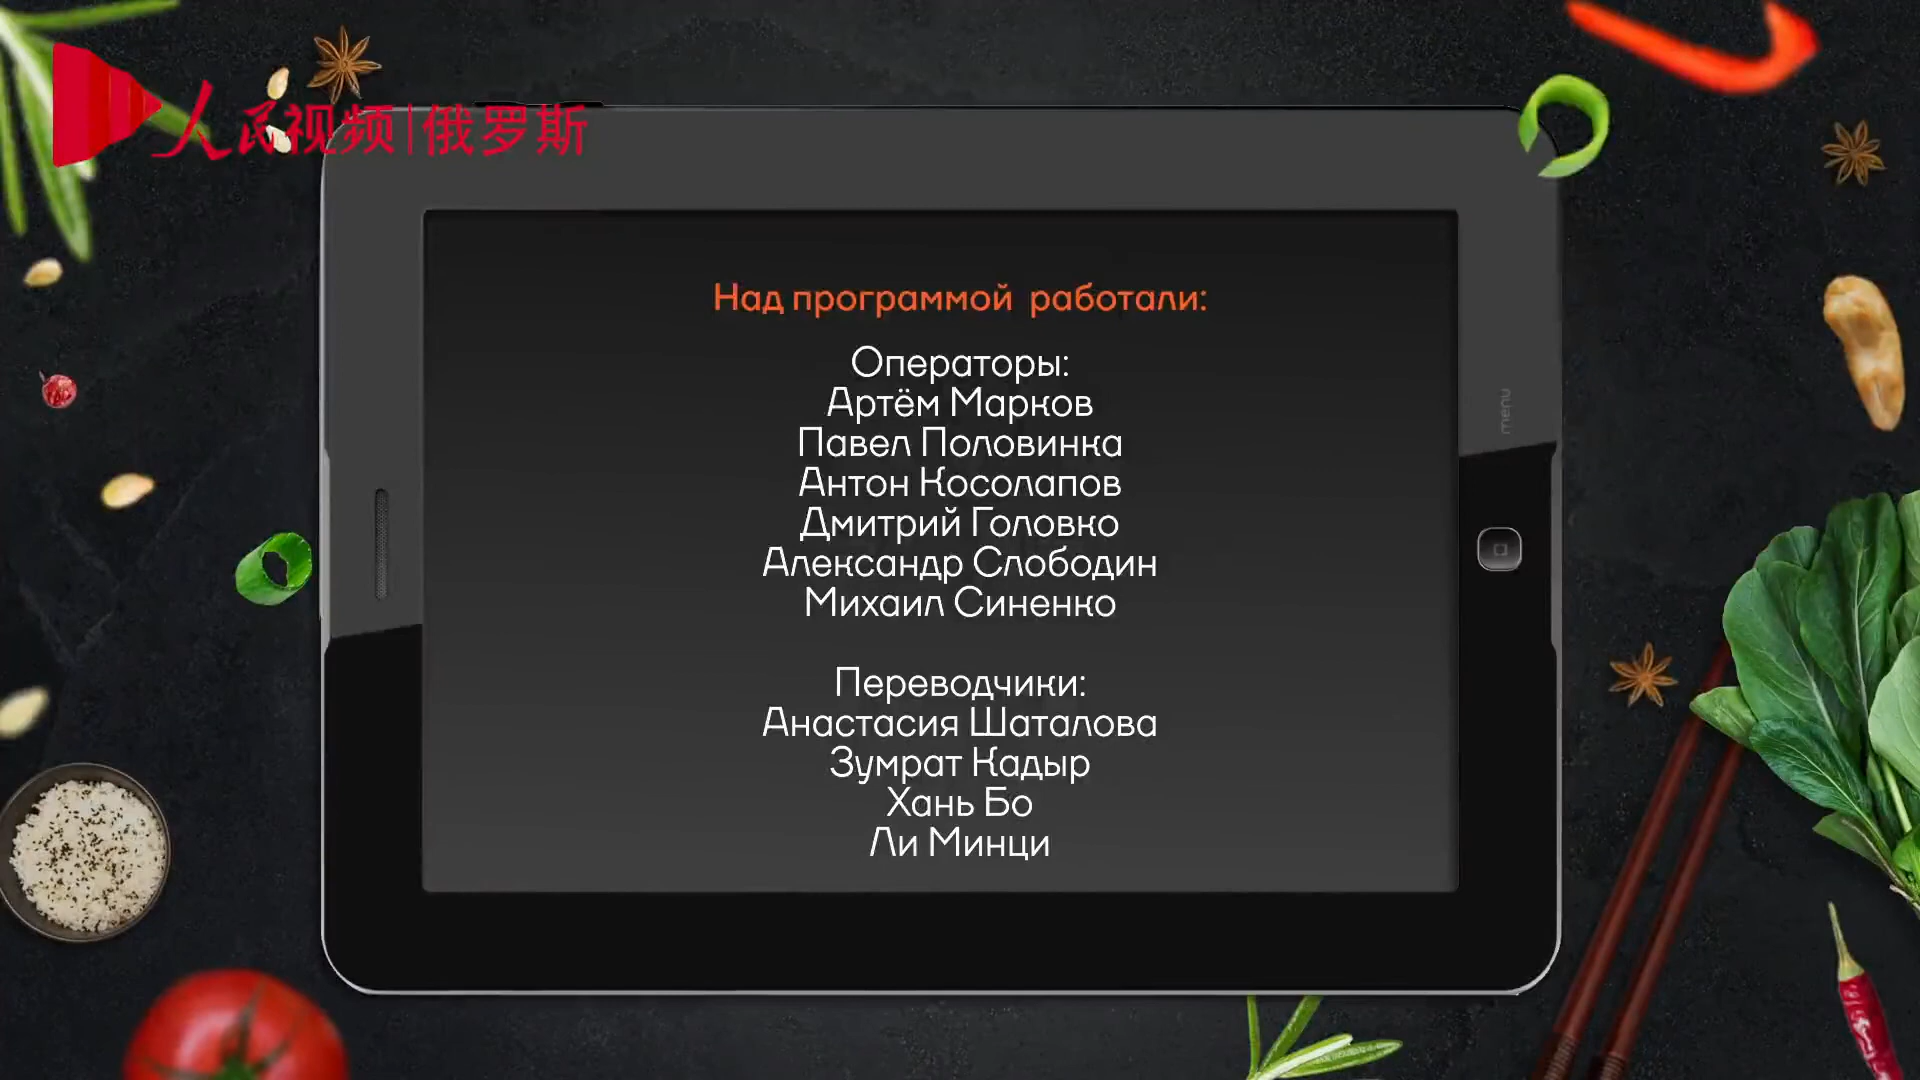 人民视频|俄罗斯
Над программой работали:
Операторы:
Артём Марков
Павел Половинка
Антон Косолапов
Дмитрий Головко
Александр Слободин
Михаил Синенко
Переводчики:
Анастасия Шаталова
Зумрат Кадыр
Хань Бо
Ли Минци
menu